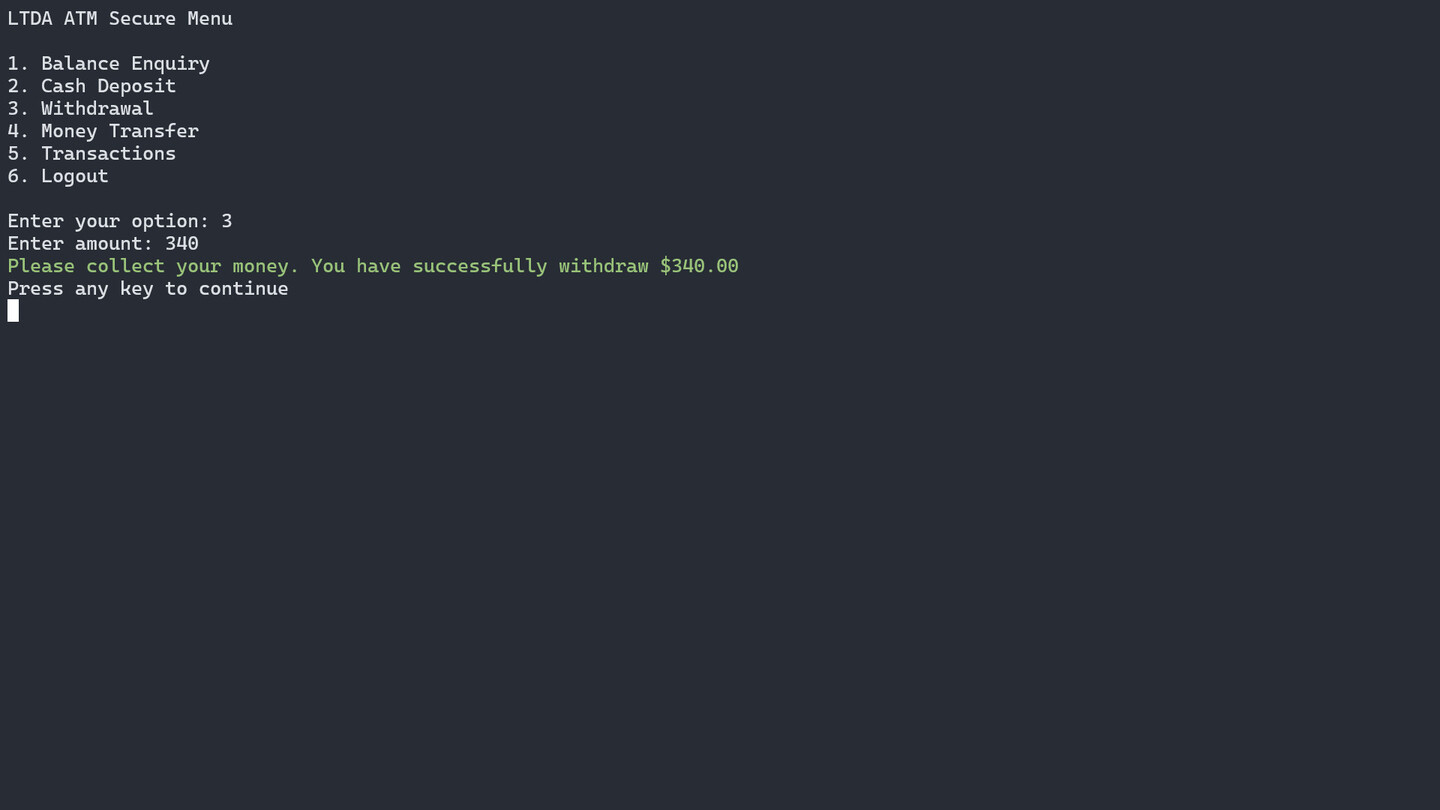 LTDA ATM Secure Menu
1. Balance Enquiry
2. Cash Deposit
3. Withdrawal
4. Money Transfer
5. Transactions
6. Logout
Enter your option: 3
Enter amount: 340
Please collect your money. You have successfully withdraw $340.00
Press any key to continue